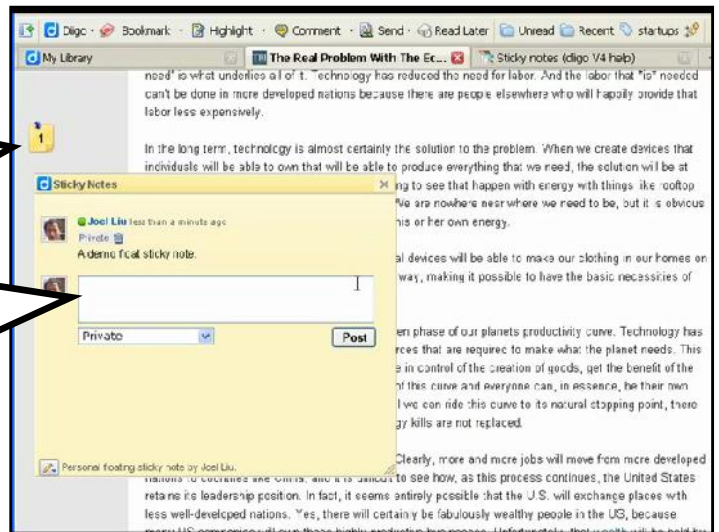 Diigo · Bookmark · Highlight · Comment · Send · Read Later Unread Recent startups
My Library The Real Problem With The Ec... Sticky notes (diigo V4 help)
need" is what underlies all of it. Technology has reduced the need for labor. And the labor that "is" needed
can't be done in more developed nations because there are people elsewhere who will happily provide that
labor less expensively.
1
In the long term, technology is almost certainly the solution to the problem. When we create devices that
individuals will be able to own that will be able to produce everything that we need, the solution will be at
Sticky Notes
ng to see that happen with energy with things like rooftop
Joel Liu less than a minute ago
We are nowhere near where we need to be, but it is obvious
Private
his or her own energy.
A demo float sticky note.
al devices will be able to make our clothing in our homes on
way, making it possible to have the basic necessities of
Private Post
en phase of our planets productivity curve. Technology has
rces that are required to make what the planet needs. This
e in control of the creation of goods, get the benefit of the
of this curve and everyone can, in essence, be their own
I we can ride this curve to its natural stopping point, there
gy kills are not replaced.
Clearly, more and more jobs will move from more developed
Personal floating sticky note by Joel Liu.
to see how, as this process continues, the United States
retains its leadership position. In fact, it seems entirely possible that the U.S. will exchange places with
less well-developed nations. Yes, there will certainly be fabulously wealthy people in the US, because